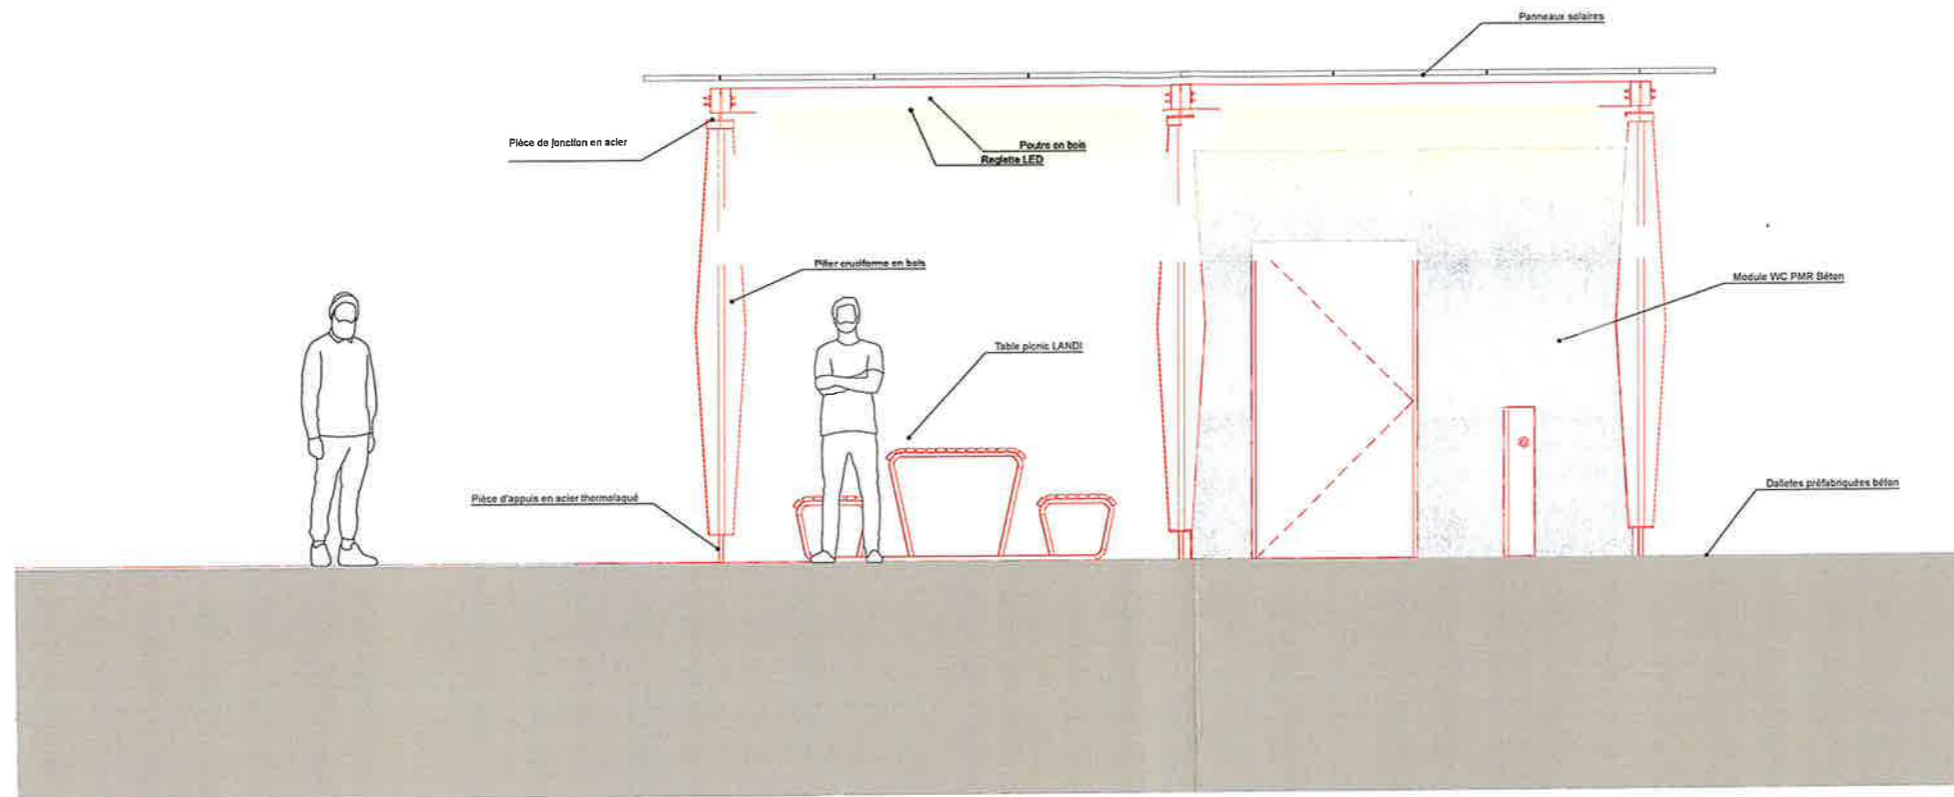 Panneaux solaires
Pièce de jonction en acier
Poutre en bois
Reglette LED
Pilier cruciforme en bois
Module WC PMR Béton
Table picnic LANDI
Pièce d'appuis en acier thermolaqué
Dalletes préfabriquées béton